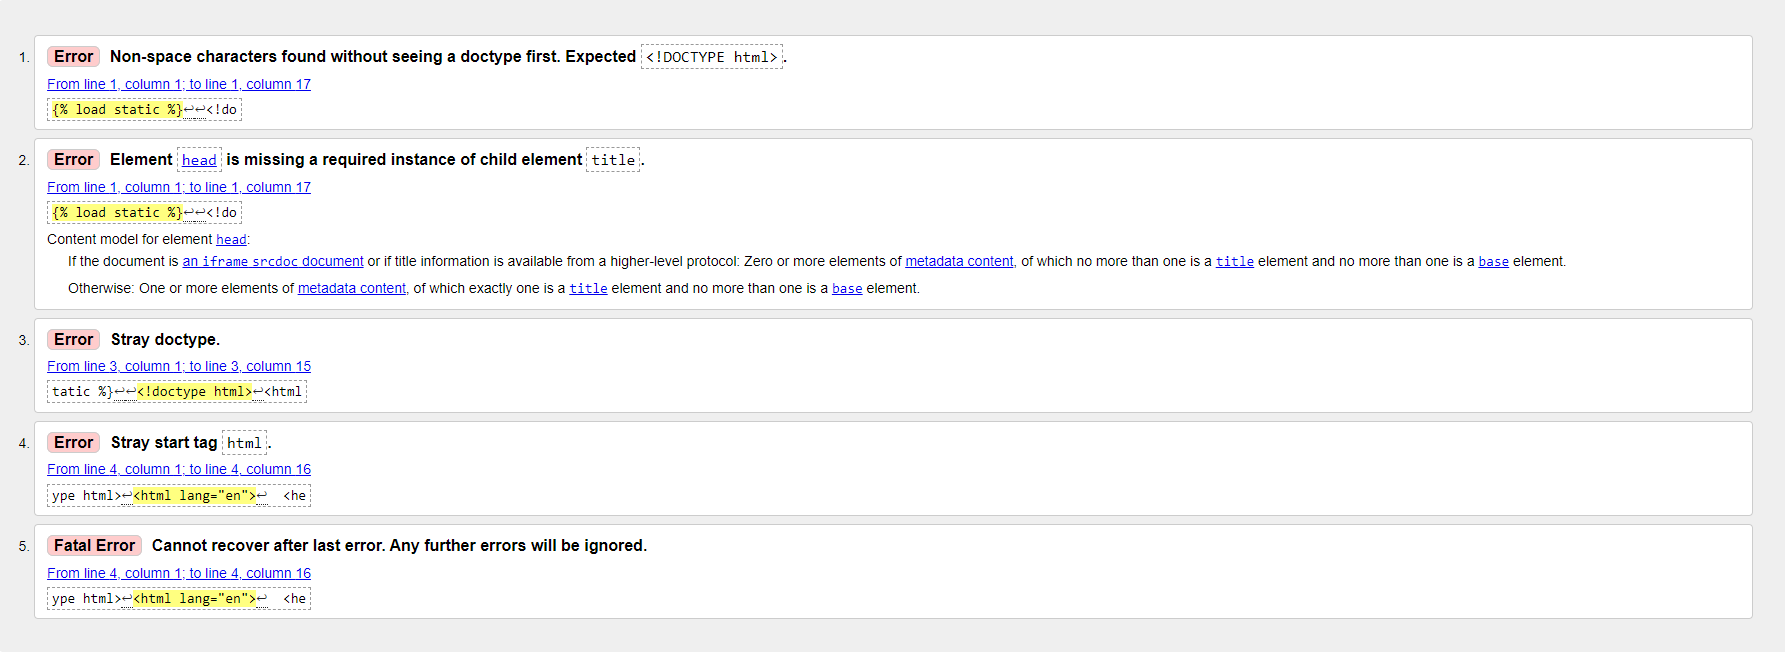 1. Error Non-space characters found without seeing a doctype first. Expected <!DOCTYPE html>.
From line 1, column 1; to line 1, column 17
{% load static %}↩↩<!do
2. Error Element head is missing a required instance of child element title.
From line 1, column 1; to line 1, column 17
{% load static %}↩↩<!do
Content model for element head:
If the document is an iframe srcdoc document or if title information is available from a higher-level protocol: Zero or more elements of metadata content, of which no more than one is a title element and no more than one is a base element.
Otherwise: One or more elements of metadata content, of which exactly one is a title element and no more than one is a base element.
3. Error Stray doctype.
From line 3, column 1; to line 3, column 15
tatic %}↩↩<!doctype html>↩<html
4. Error Stray start tag html.
From line 4, column 1; to line 4, column 16
ype html>↩<html lang="en">↩  <he
5. Fatal Error Cannot recover after last error. Any further errors will be ignored.
From line 4, column 1; to line 4, column 16
ype html>↩<html lang="en">↩  <he